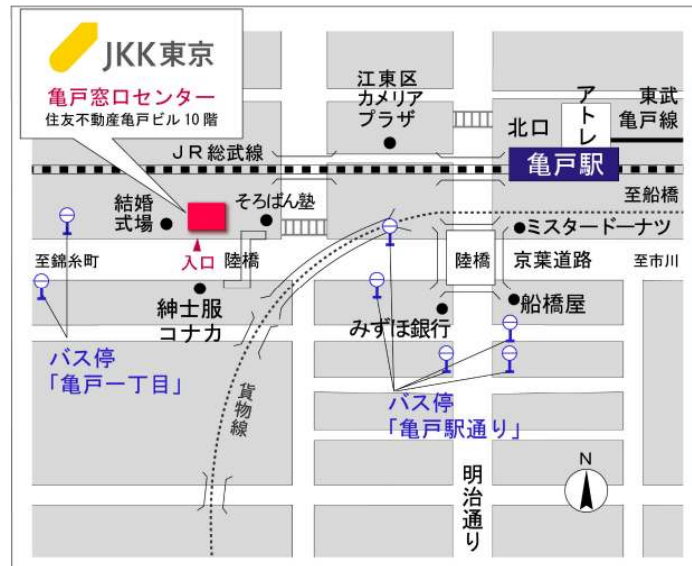 JKK東京
亀戸窓口センター
住友不動産亀戸ビル10階
江東区
カメリア
プラザ
北口
アトレ
東武
亀戸線
JR総武線
亀戸駅
至船橋
結婚
式場
そろばん塾
ミスタードーナツ
入口
至錦糸町
陸橋
陸橋
京葉道路
至市川
紳士服
コナカ
みずほ銀行
船橋屋
バス停
「亀戸一丁目」
貨物線
バス停
「亀戸駅通り」
明治通り
N